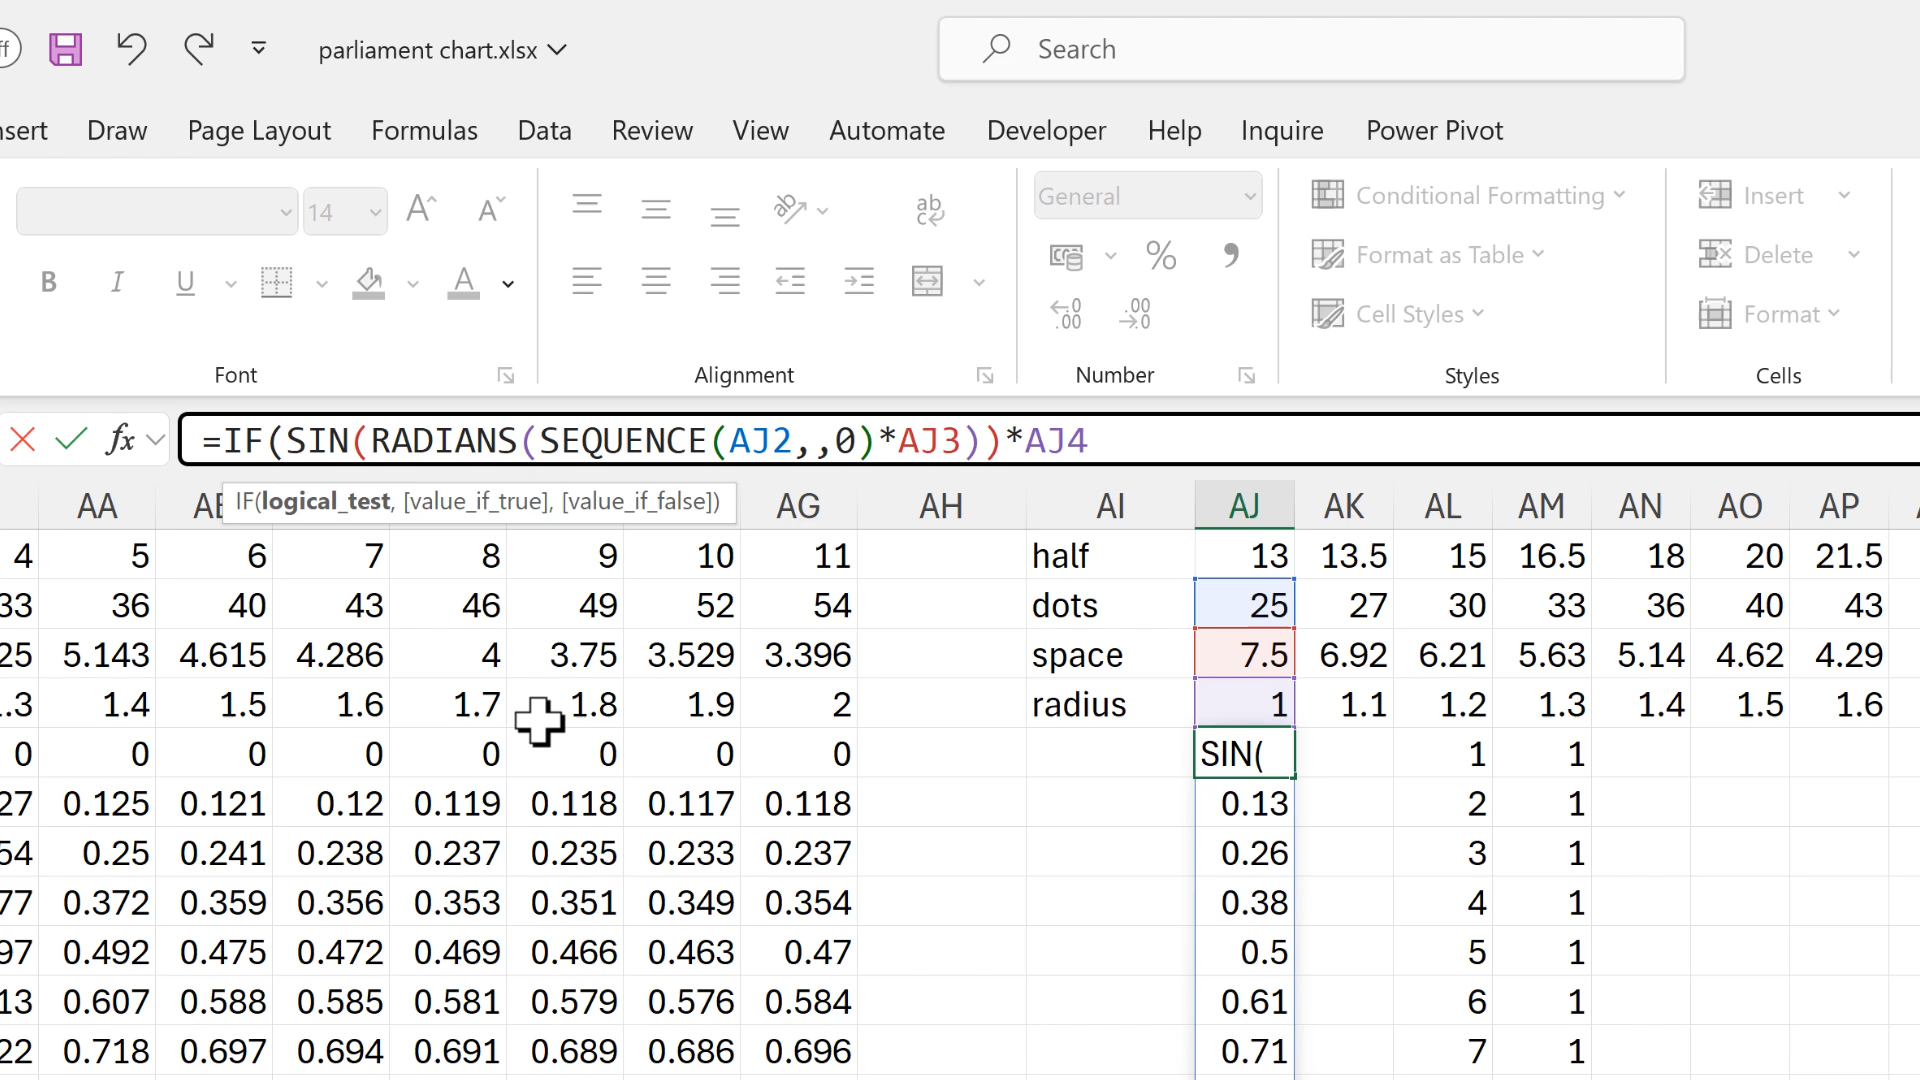 ff
parliament chart.xlsx
Search
nsert Draw Page Layout Formulas Data Review View Automate Developer Help Inquire Power Pivot
14 A A ab General Conditional Formatting Insert
ab c % Format as Table Delete
B I U A .00 .00 Cell Styles Format
0 0
Font Alignment Number Styles Cells
fx =IF(SIN(RADIANS(SEQUENCE(AJ2,,0)*AJ3))*AJ4
IF(logical_test, [value_if_true], [value_if_false])
AA AB AG AH AI AJ AK AL AM AN AO AP
4 5 6 7 8 9 10 11 half 13 13.5 15 16.5 18 20 21.5
33 36 40 43 46 49 52 54 dots 25 27 30 33 36 40 43
25 5.143 4.615 4.286 4 3.75 3.529 3.396 space 7.5 6.92 6.21 5.63 5.14 4.62 4.29
.3 1.4 1.5 1.6 1.7 1.8 1.9 2 radius 1 1.1 1.2 1.3 1.4 1.5 1.6
0 0 0 0 0 0 0 0 SIN( 1 1
27 0.125 0.121 0.12 0.119 0.118 0.117 0.118 0.13 2 1
54 0.25 0.241 0.238 0.237 0.235 0.233 0.237 0.26 3 1
77 0.372 0.359 0.356 0.353 0.351 0.349 0.354 0.38 4 1
97 0.492 0.475 0.472 0.469 0.466 0.463 0.47 0.5 5 1
13 0.607 0.588 0.585 0.581 0.579 0.576 0.584 0.61 6 1
22 0.718 0.697 0.694 0.691 0.689 0.686 0.696 0.71 7 1